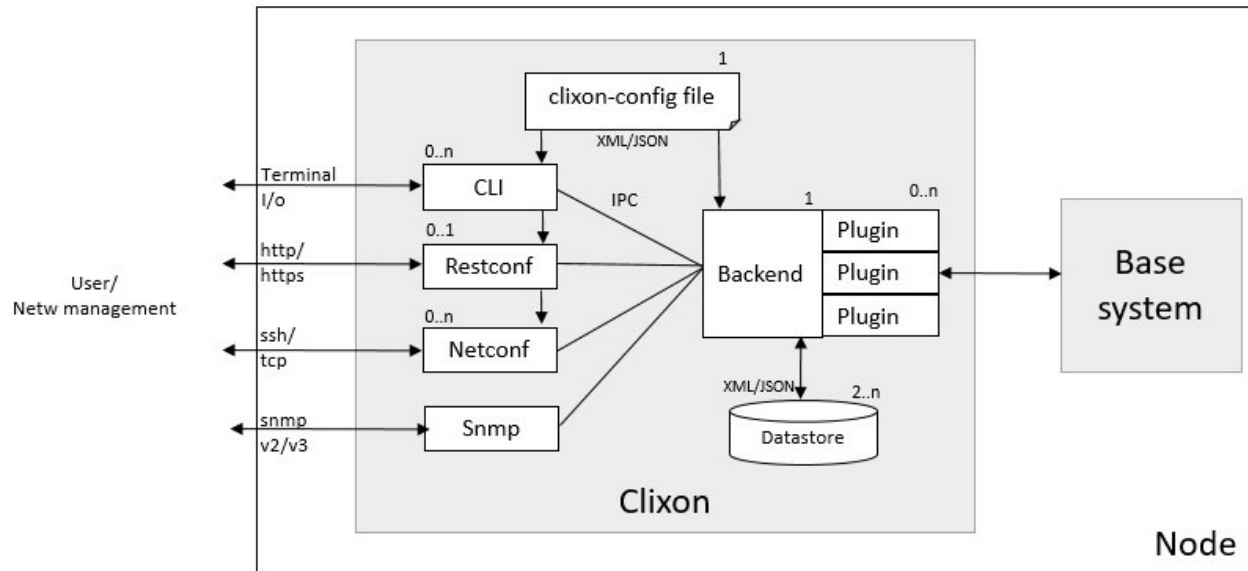 1
clixon-config file
XML/JSON
0..n
Terminal
I/o
CLI
IPC
1
0..n
0..1
http/
https
Restconf
Backend
Plugin
Plugin
Plugin
Base
system
User/
Netw management
0..n
ssh/
tcp
Netconf
XML/JSON
2..n
snmp
v2/v3
Snmp
Datastore
Clixon
Node